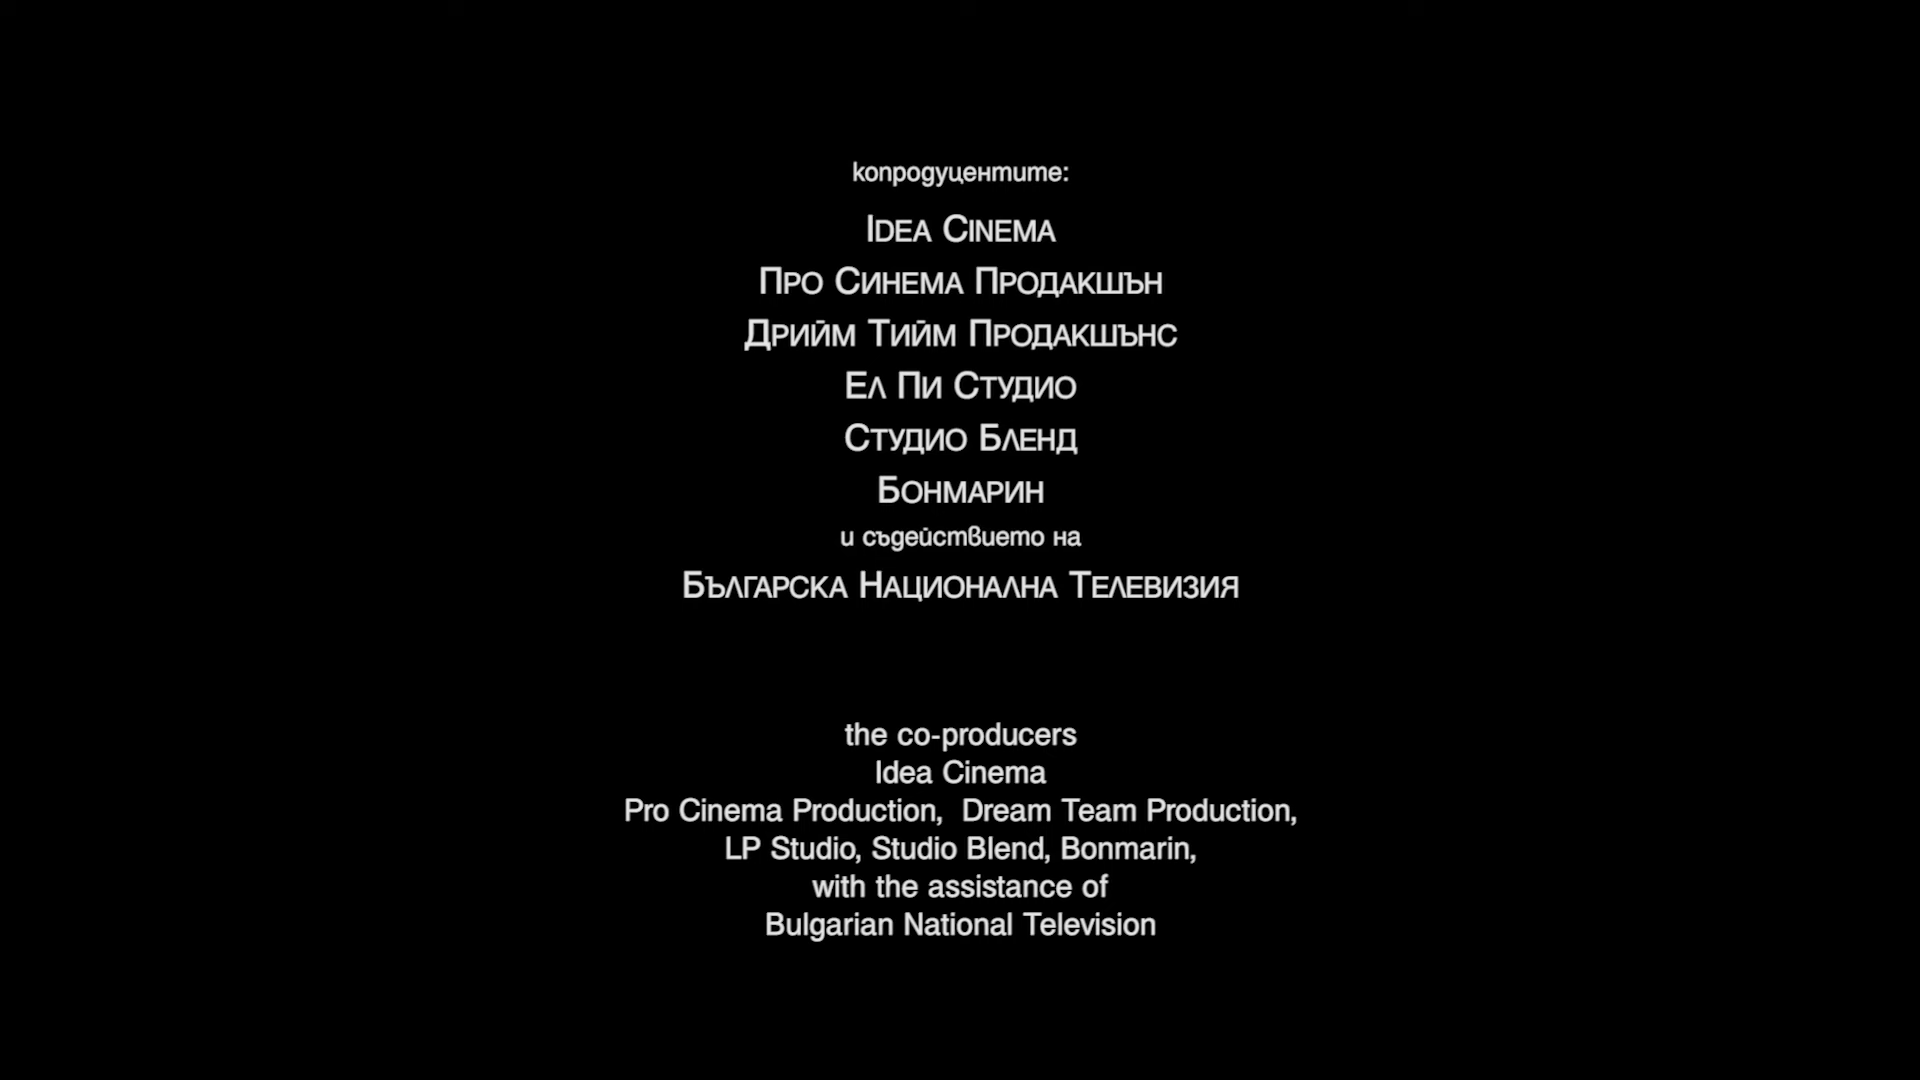 копродуцентите:
Idea Cinema
Про Синема Продакшън
Дрийм Тийм Продакшънс
Ел Пи Студио
Студио Бленд
Бонмарин
и съдействието на
Българска Национална Телевизия
the co-producers
Idea Cinema
Pro Cinema Production,  Dream Team Production,
LP Studio, Studio Blend, Bonmarin,
with the assistance of
Bulgarian National Television